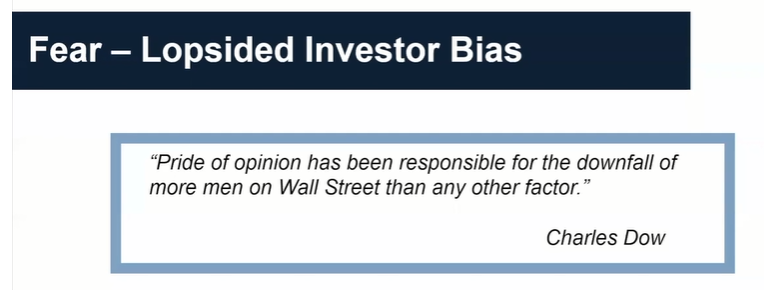 Fear – Lopsided Investor Bias
“Pride of opinion has been responsible for the downfall of
more men on Wall Street than any other factor.”
Charles Dow